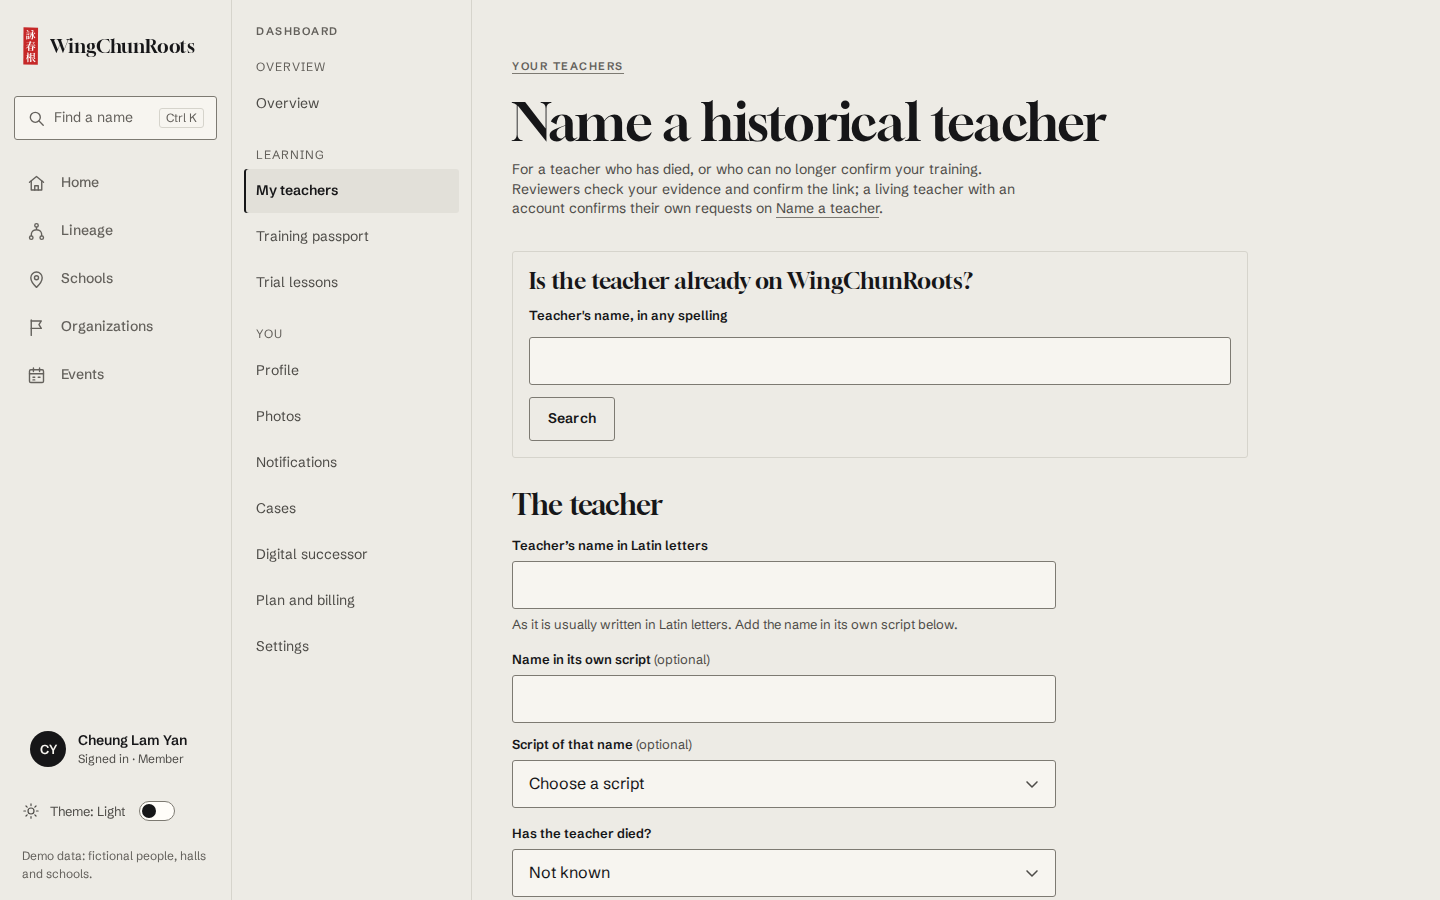 詠春根
WingChunRoots
Find a name
Ctrl K
Home
Lineage
Schools
Organizations
Events
CY
Cheung Lam Yan
Signed in · Member
Theme: Light
Demo data: fictional people, halls
and schools.
DASHBOARD
OVERVIEW
Overview
LEARNING
My teachers
Training passport
Trial lessons
YOU
Profile
Photos
Notifications
Cases
Digital successor
Plan and billing
Settings
YOUR TEACHERS
Name a historical teacher
For a teacher who has died, or who can no longer confirm your training.
Reviewers check your evidence and confirm the link; a living teacher with an
account confirms their own requests on Name a teacher.
Is the teacher already on WingChunRoots?
Teacher's name, in any spelling
Search
The teacher
Teacher’s name in Latin letters
As it is usually written in Latin letters. Add the name in its own script below.
Name in its own script (optional)
Script of that name (optional)
Choose a script
Has the teacher died?
Not known